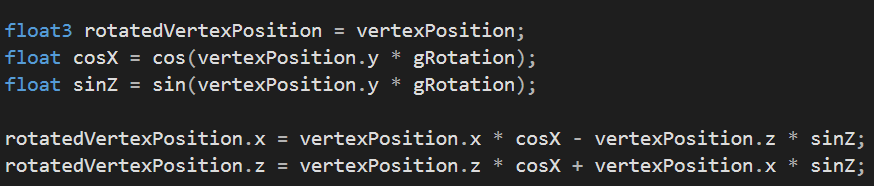 float3 rotatedVertexPosition = vertexPosition;
float cosX = cos(vertexPosition.y * gRotation);
float sinZ = sin(vertexPosition.y * gRotation);
rotatedVertexPosition.x = vertexPosition.x * cosX - vertexPosition.z * sinZ;
rotatedVertexPosition.z = vertexPosition.z * cosX + vertexPosition.x * sinZ;